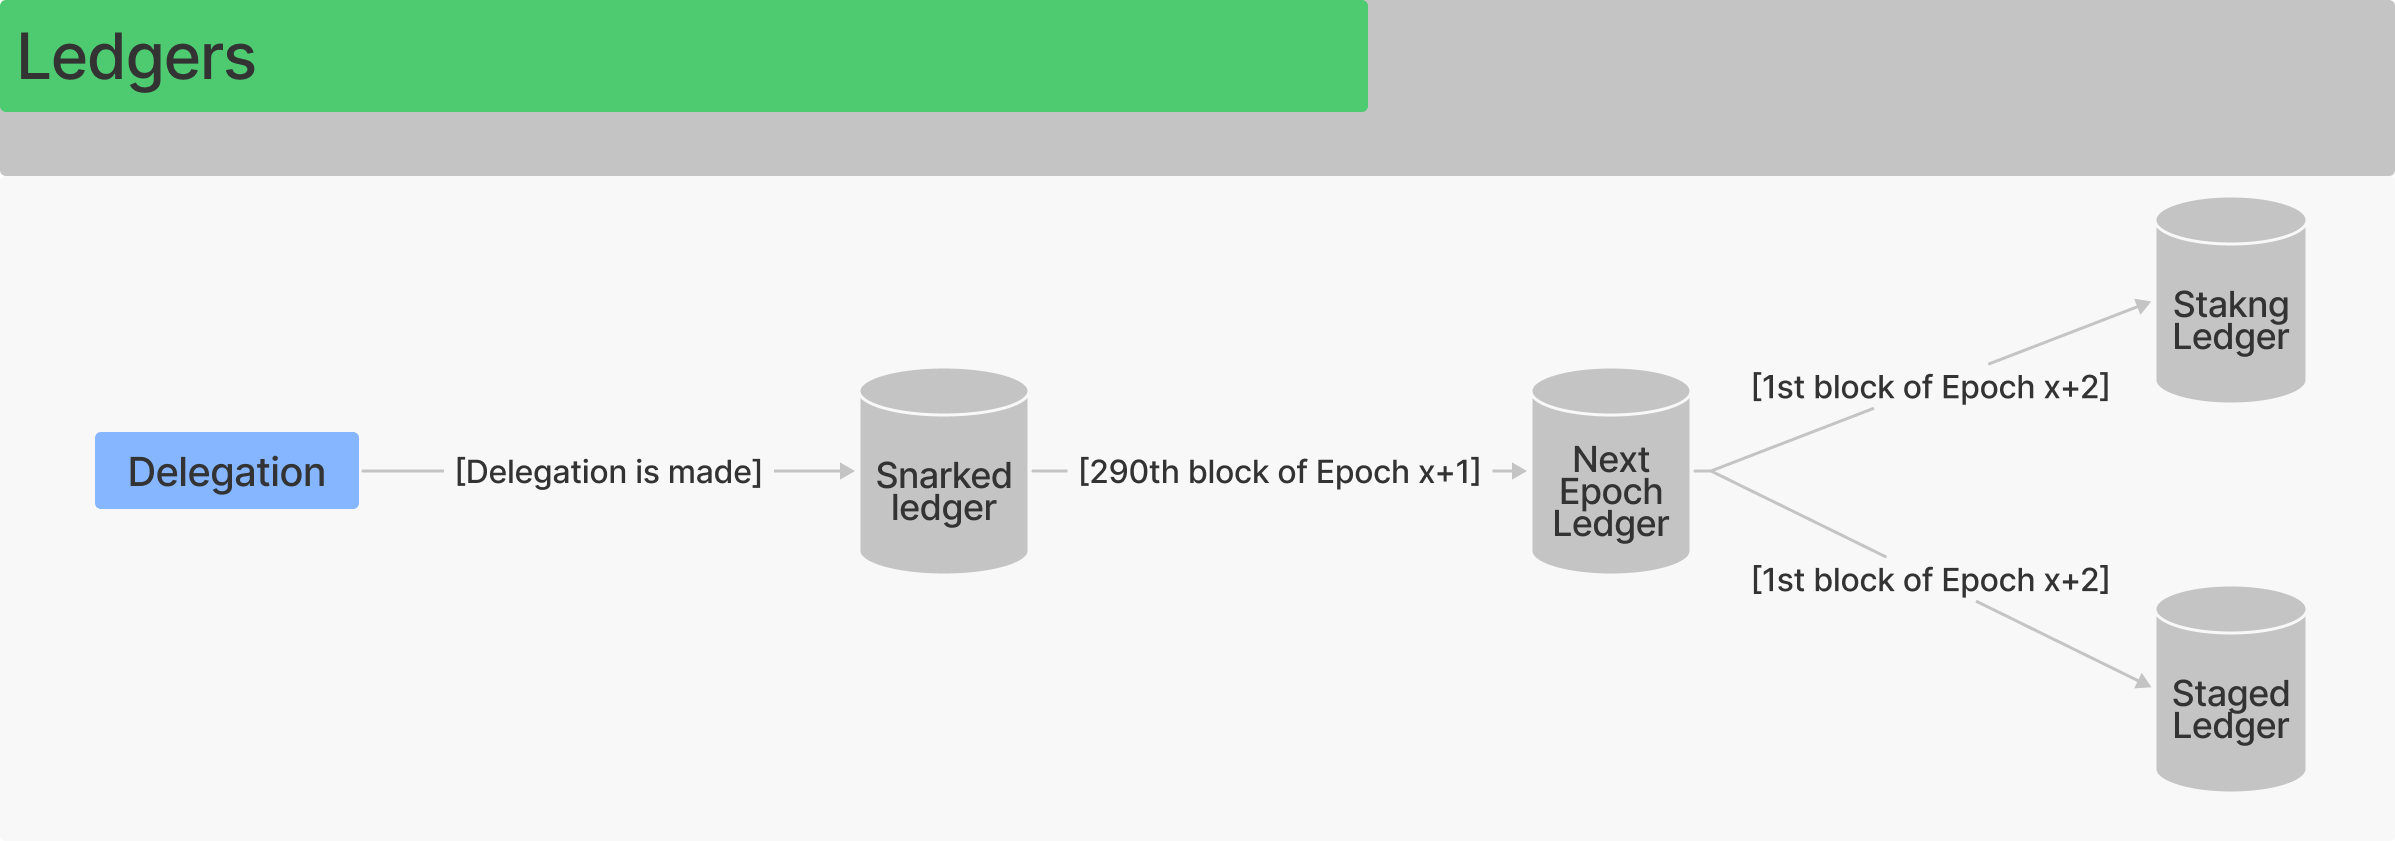 Ledgers
Delegation
[Delegation is made]
Snarked
ledger
[290th block of Epoch x+1]
Next
Epoch
Ledger
[1st block of Epoch x+2]
Stakng
Ledger
[1st block of Epoch x+2]
Staged
Ledger